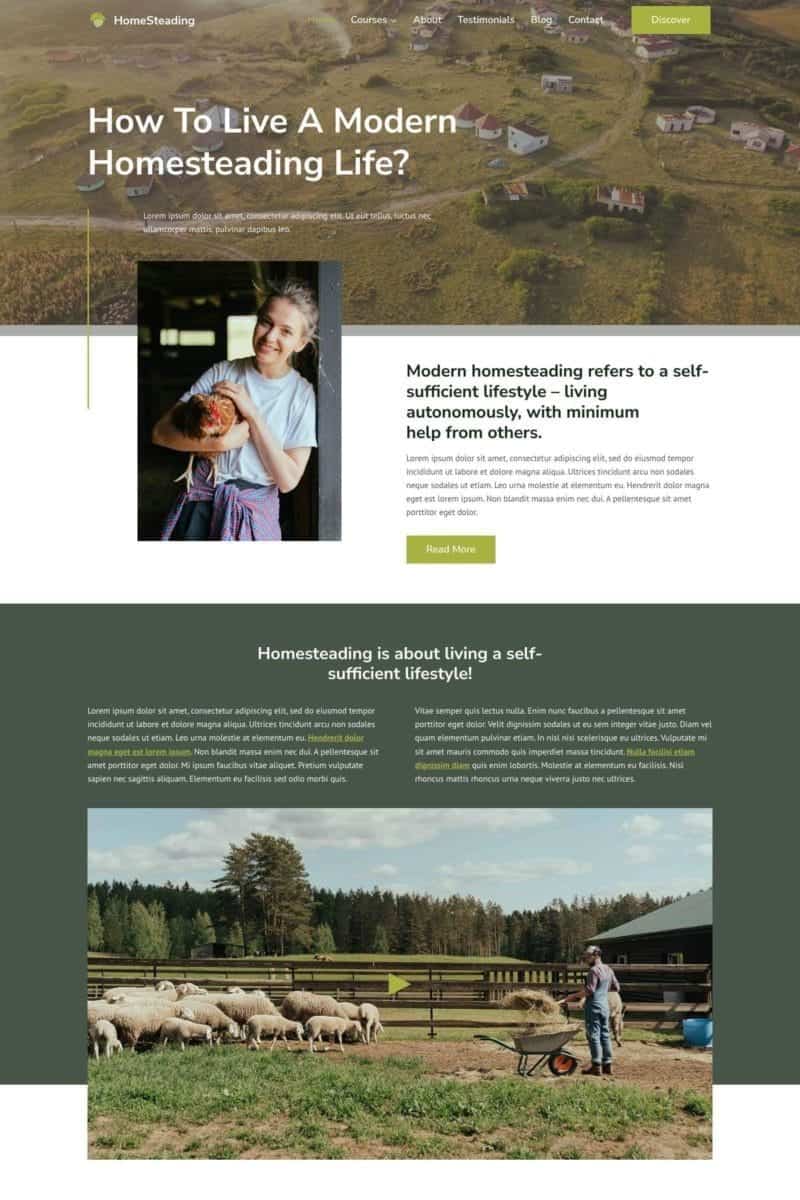 HomeSteading
Home Courses About Testimonials Blog Contact Discover
How To Live A Modern
Homesteading Life?
Lorem ipsum dolor sit amet, consectetur adipiscing elit. Ut elit tellus, luctus nec
ullamcorper mattis, pulvinar dapibus leo.
Modern homesteading refers to a self-
sufficient lifestyle – living
autonomously, with minimum
help from others.
Lorem ipsum dolor sit amet, consectetur adipiscing elit, sed do eiusmod tempor
incididunt ut labore et dolore magna aliqua. Ultrices tincidunt arcu non sodales
neque sodales ut etiam. Leo urna molestie at elementum eu. Hendrerit dolor magna
eget est lorem ipsum. Non blandit massa enim nec dui. A pellentesque sit amet
porttitor eget dolor.
Read More
Homesteading is about living a self-
sufficient lifestyle!
Lorem ipsum dolor sit amet, consectetur adipiscing elit, sed do eiusmod tempor
incididunt ut labore et dolore magna aliqua. Ultrices tincidunt arcu non sodales
neque sodales ut etiam. Leo urna molestie at elementum eu. Hendrerit dolor
magna eget est lorem ipsum. Non blandit massa enim nec dui. A pellentesque sit
amet porttitor eget dolor. Mi ipsum faucibus vitae aliquet. Pretium vulputate
sapien nec sagittis aliquam. Elementum eu facilisis sed odio morbi quis.
Vitae semper quis lectus nulla. Enim nunc faucibus a pellentesque sit amet
porttitor eget dolor. Velit dignissim sodales ut eu sem integer vitae justo. Diam vel
quam elementum pulvinar etiam. In nisl nisi scelerisque eu ultrices. Vulputate mi
sit amet mauris commodo quis imperdiet massa tincidunt. Nulla facilisi etiam
dignissim diam quis enim lobortis. Molestie at elementum eu facilisis. Nisl
rhoncus mattis rhoncus urna neque viverra justo nec ultrices.